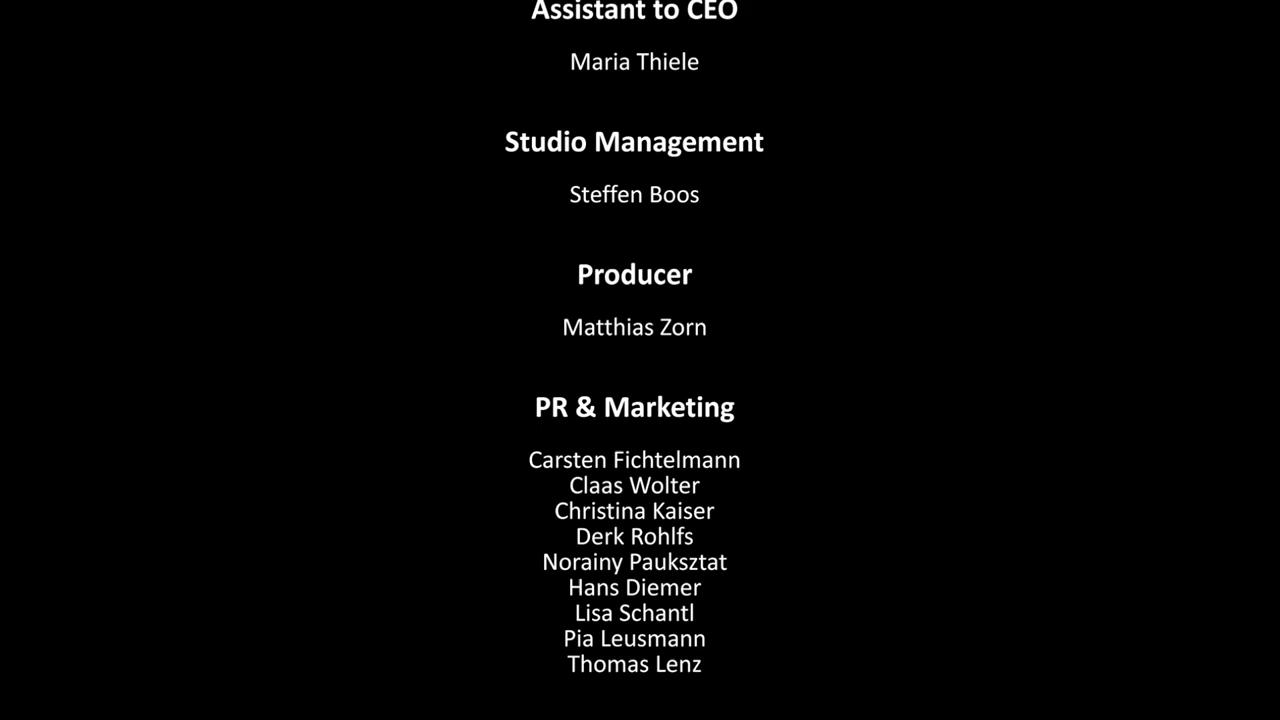 Assistant to CEO
Maria Thiele
Studio Management
Steffen Boos
Producer
Matthias Zorn
PR & Marketing
Carsten Fichtelmann
Claas Wolter
Christina Kaiser
Derk Rohlfs
Norainy Pauksztat
Hans Diemer
Lisa Schantl
Pia Leusmann
Thomas Lenz